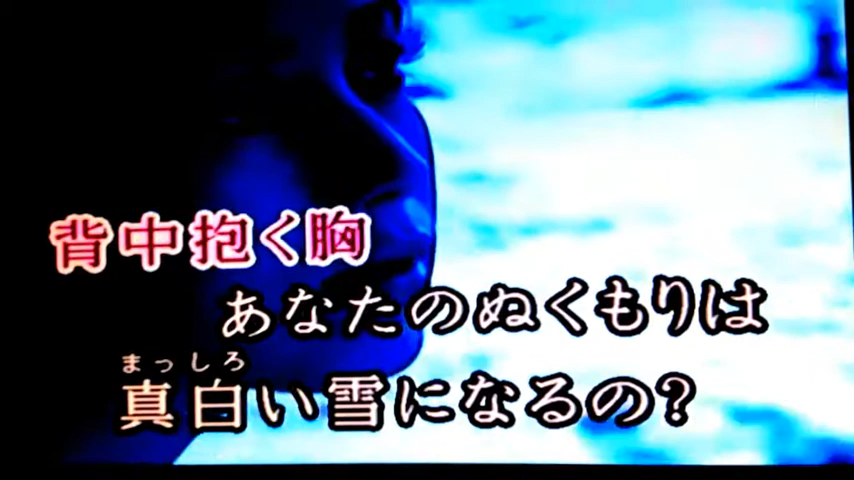 背中抱く胸
あなたのぬくもりは
まっしろ
真白い雪になるの?